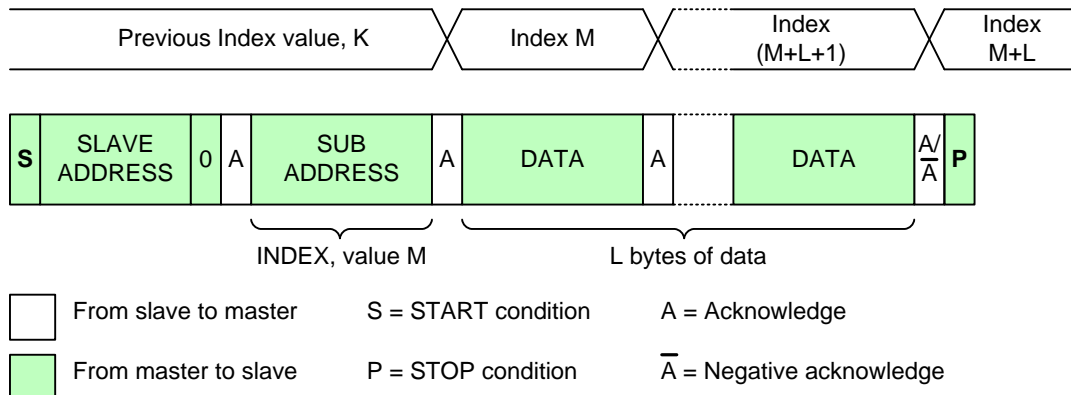 Previous Index value, K
Index M
Index
(M+L+1)
Index
M+L
S
SLAVE
ADDRESS
0
A
SUB
ADDRESS
A
DATA
A
DATA
A/
A̅
P
INDEX, value M
L bytes of data
From slave to master
S = START condition
A = Acknowledge
From master to slave
P = STOP condition
A̅ = Negative acknowledge